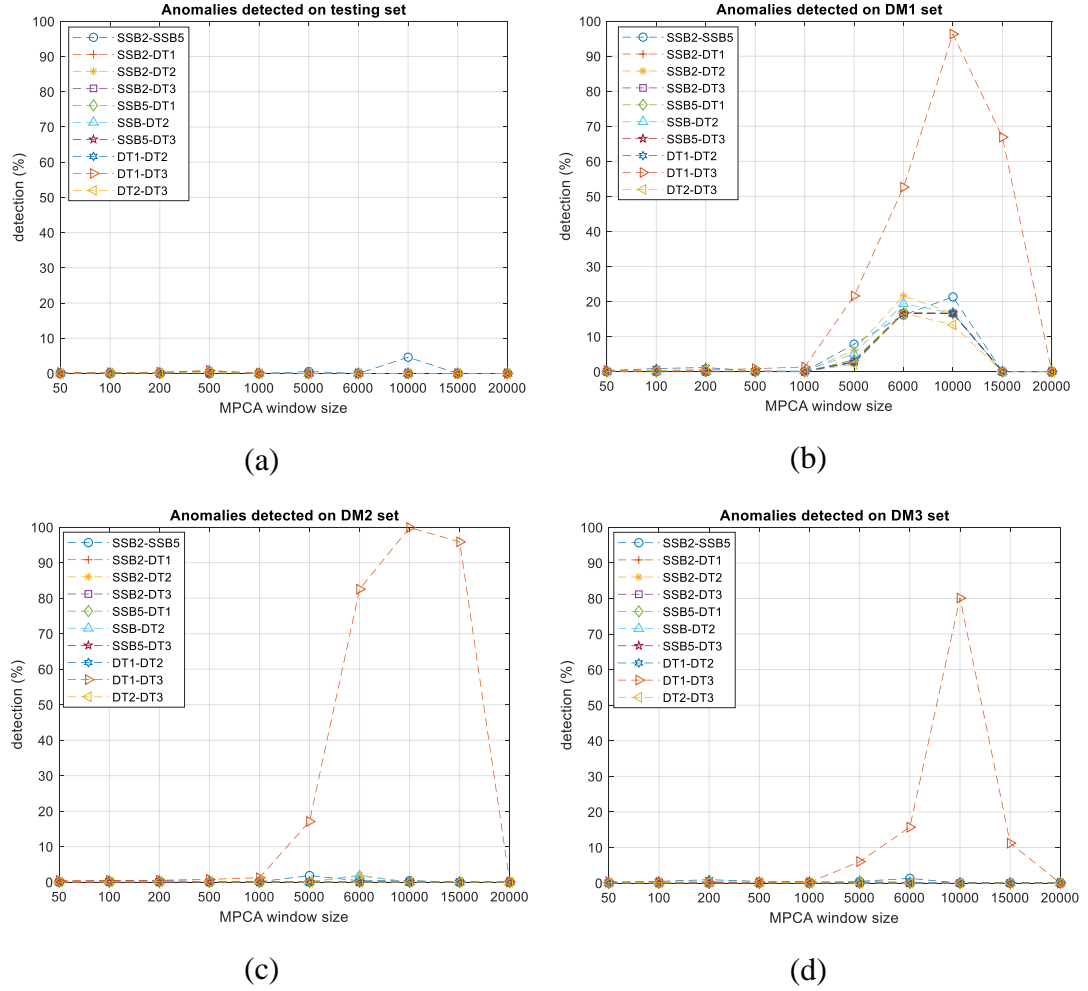 Anomalies detected on testing set
100
90
80
70
60
50
40
30
20
10
0
detection (%)
SSB2-SSB5
SSB2-DT1
SSB2-DT2
SSB2-DT3
SSB5-DT1
SSB-DT2
SSB5-DT3
DT1-DT2
DT1-DT3
DT2-DT3
50 100 200 500 1000 5000 6000 10000 15000 20000
MPCA window size
(a)
Anomalies detected on DM1 set
100
90
80
70
60
50
40
30
20
10
0
detection (%)
SSB2-SSB5
SSB2-DT1
SSB2-DT2
SSB2-DT3
SSB5-DT1
SSB-DT2
SSB5-DT3
DT1-DT2
DT1-DT3
DT2-DT3
50 100 200 500 1000 5000 6000 10000 15000 20000
MPCA window size
(b)
Anomalies detected on DM2 set
100
90
80
70
60
50
40
30
20
10
0
detection (%)
SSB2-SSB5
SSB2-DT1
SSB2-DT2
SSB2-DT3
SSB5-DT1
SSB-DT2
SSB5-DT3
DT1-DT2
DT1-DT3
DT2-DT3
50 100 200 500 1000 5000 6000 10000 15000 20000
MPCA window size
(c)
Anomalies detected on DM3 set
100
90
80
70
60
50
40
30
20
10
0
detection (%)
SSB2-SSB5
SSB2-DT1
SSB2-DT2
SSB2-DT3
SSB5-DT1
SSB-DT2
SSB5-DT3
DT1-DT2
DT1-DT3
DT2-DT3
50 100 200 500 1000 5000 6000 10000 15000 20000
MPCA window size
(d)